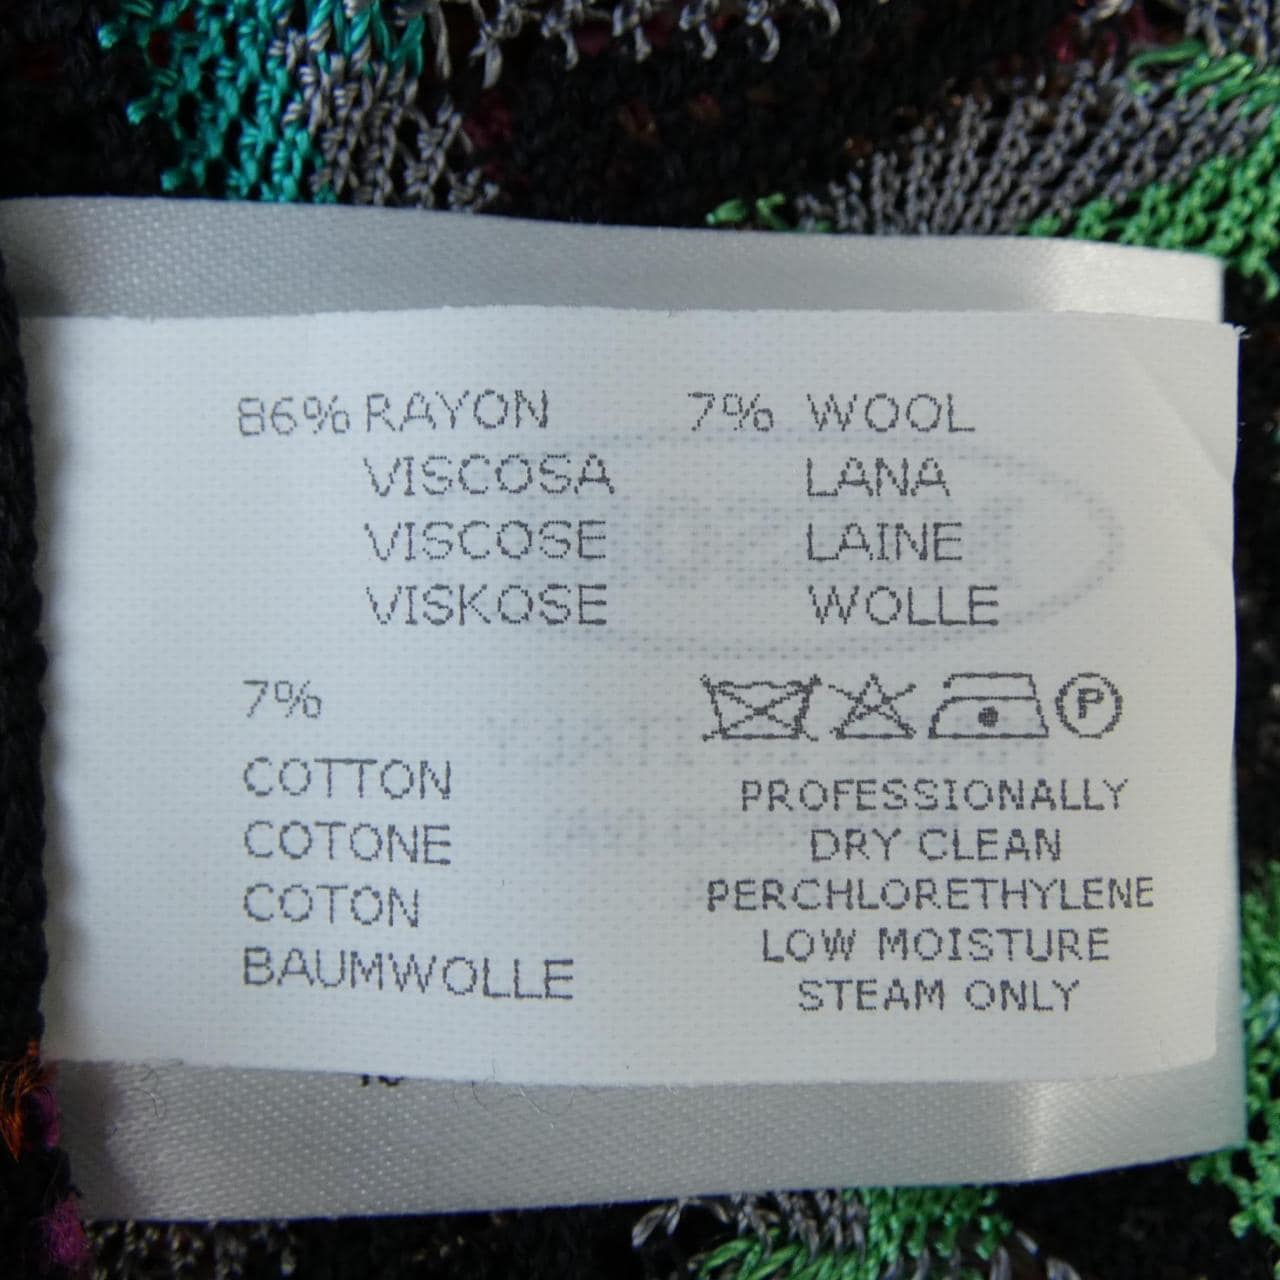 86% RAYON
VISCOSA
VISCOSE
VISKOSE
7% WOOL
LANA
LAINE
WOLLE
7%
COTTON
COTONE
COTON
BAUMWOLLE
P
PROFESSIONALLY
DRY CLEAN
PERCHLORETHYLENE
LOW MOISTURE
STEAM ONLY